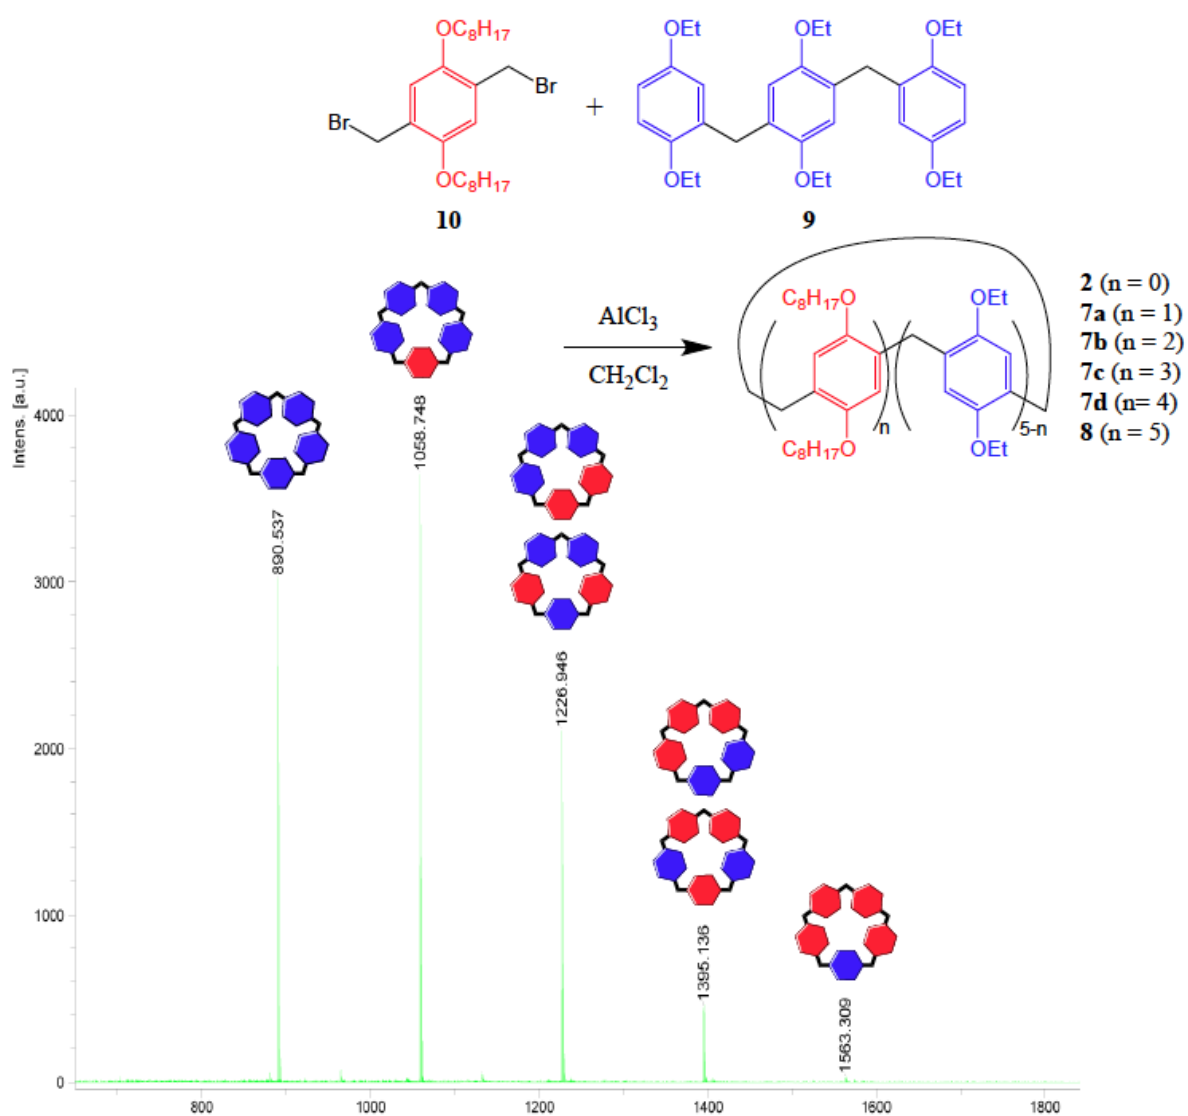 OC8H17
OEt
OEt
OEt
Br
+
Br
OC8H17
OEt
OEt
OEt
10
9
AlCl3
CH2Cl2
C8H17O
OEt
n
5-n
C8H17O
OEt
2 (n = 0)
7a (n = 1)
7b (n = 2)
7c (n = 3)
7d (n= 4)
8 (n = 5)
Intens. [a.u.]
4000
3000
2000
1000
0
890.537
1058.748
1226.946
1395.136
1563.309
800
1000
1200
1400
1600
1800